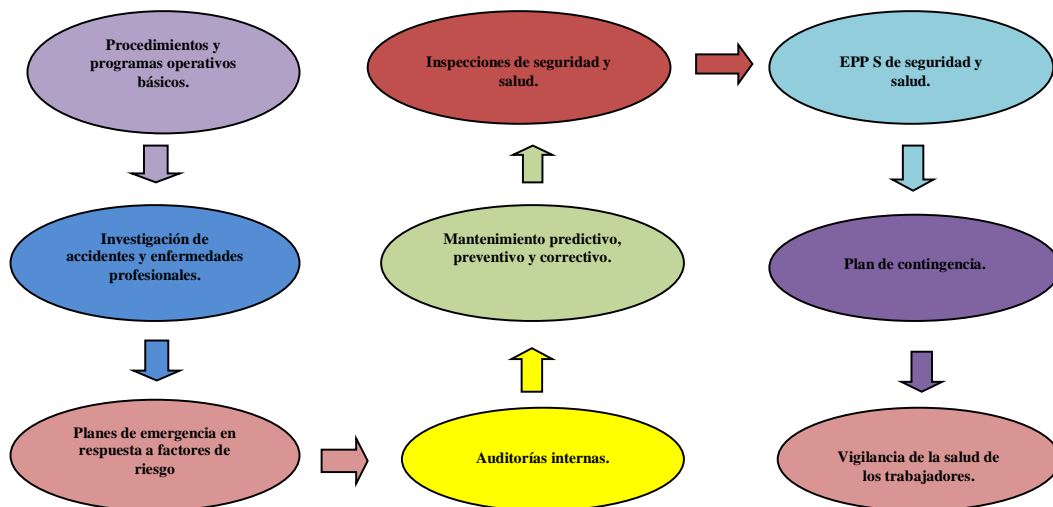 Procedimientos y
programas operativos
básicos.
Investigación de
accidentes y enfermedades
profesionales.
Planes de emergencia en
respuesta a factores de
riesgo
Auditorías internas.
Mantenimiento predictivo,
preventivo y correctivo.
Inspecciones de seguridad y
salud.
EPP S de seguridad y
salud.
Plan de contingencia.
Vigilancia de la salud de
los trabajadores.